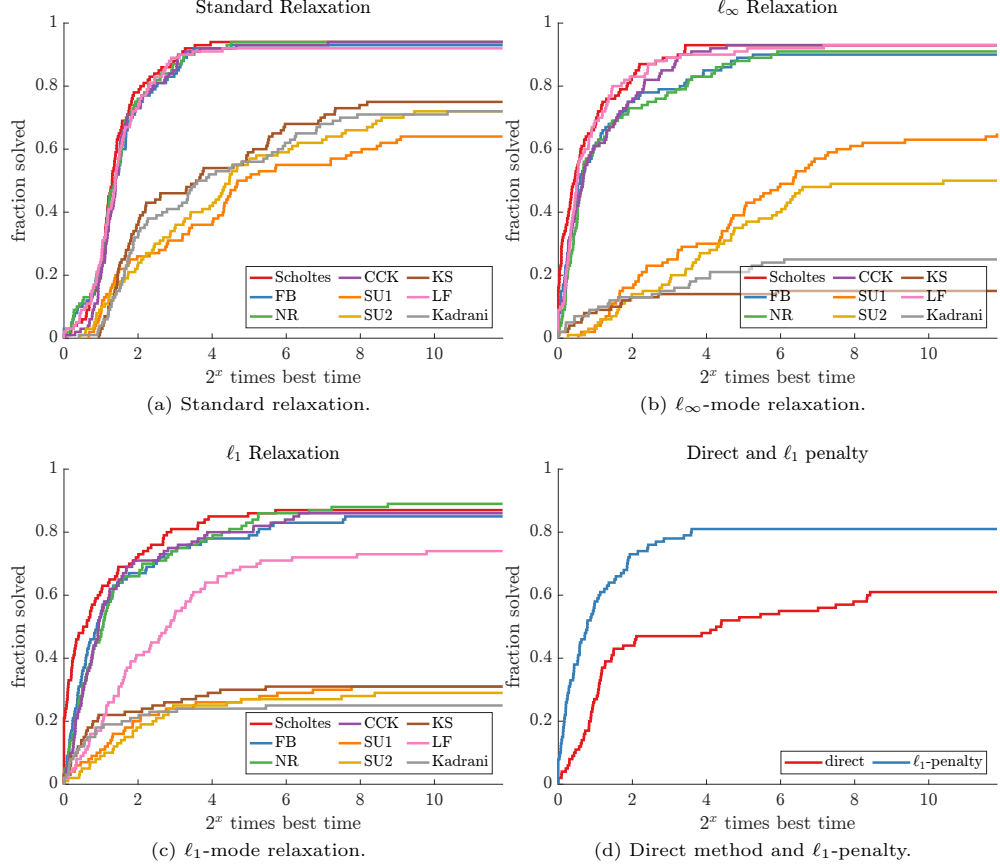 Standard Relaxation
1
0.8
0.6
0.4
0.2
0
fraction solved
Scholtes CCK KS
FB SU1 LF
NR SU2 Kadrani
0 2 4 6 8 10
2^x times best time
(a) Standard relaxation.
ℓ∞ Relaxation
1
0.8
0.6
0.4
0.2
0
fraction solved
Scholtes CCK KS
FB SU1 LF
NR SU2 Kadrani
0 2 4 6 8 10
2^x times best time
(b) ℓ∞-mode relaxation.
ℓ₁ Relaxation
1
0.8
0.6
0.4
0.2
0
fraction solved
Scholtes CCK KS
FB SU1 LF
NR SU2 Kadrani
0 2 4 6 8 10
2^x times best time
(c) ℓ₁-mode relaxation.
Direct and ℓ₁ penalty
1
0.8
0.6
0.4
0.2
0
fraction solved
direct ℓ₁-penalty
0 2 4 6 8 10
2^x times best time
(d) Direct method and ℓ₁-penalty.